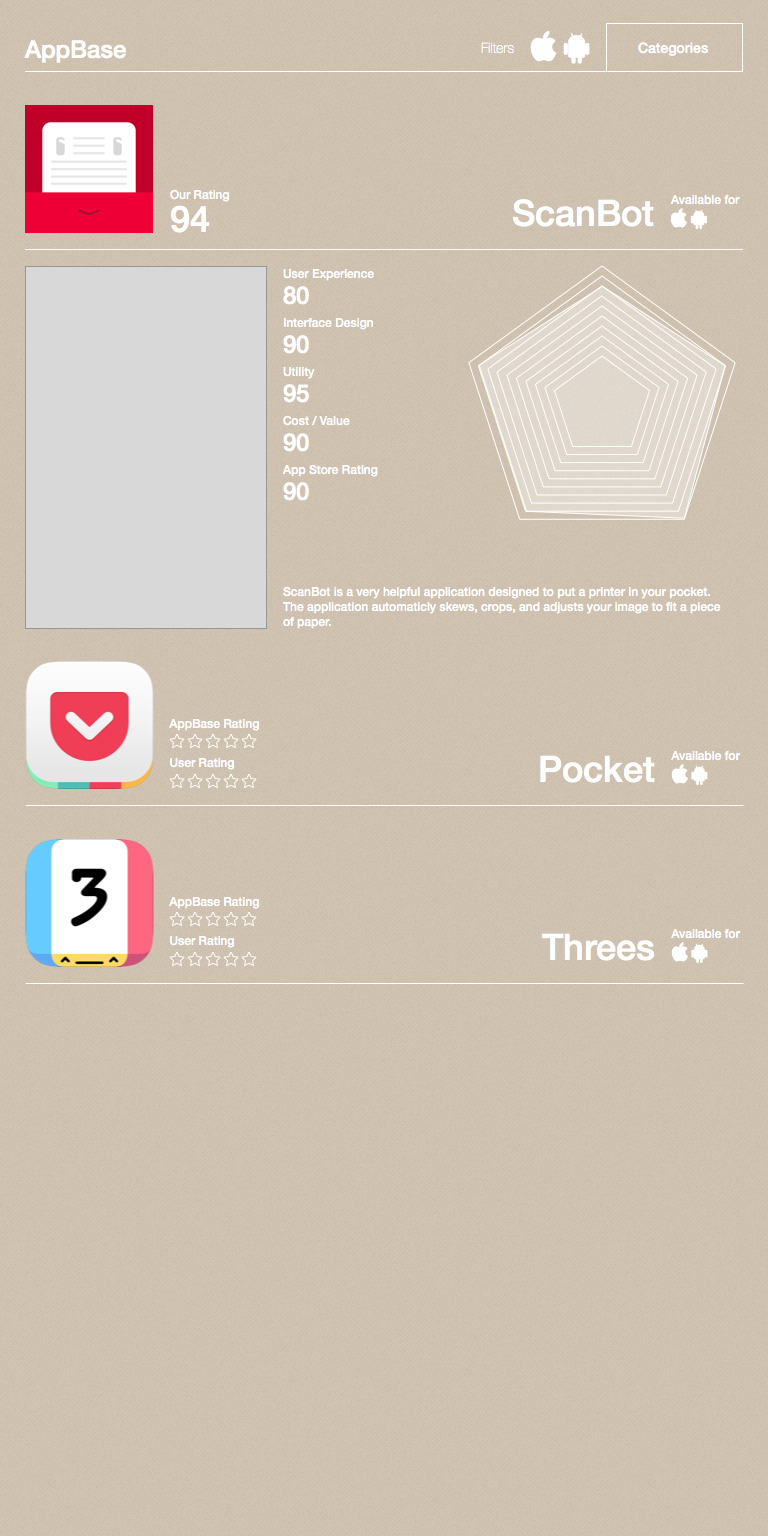 AppBase
Filters
Categories
Our Rating
94
ScanBot
Available for
User Experience
80
Interface Design
90
Utility
95
Cost / Value
90
App Store Rating
90
ScanBot is a very helpful application designed to put a printer in your pocket.
The application automaticly skews, crops, and adjusts your image to fit a piece
of paper.
AppBase Rating
User Rating
Pocket
Available for
3
AppBase Rating
User Rating
Threes
Available for